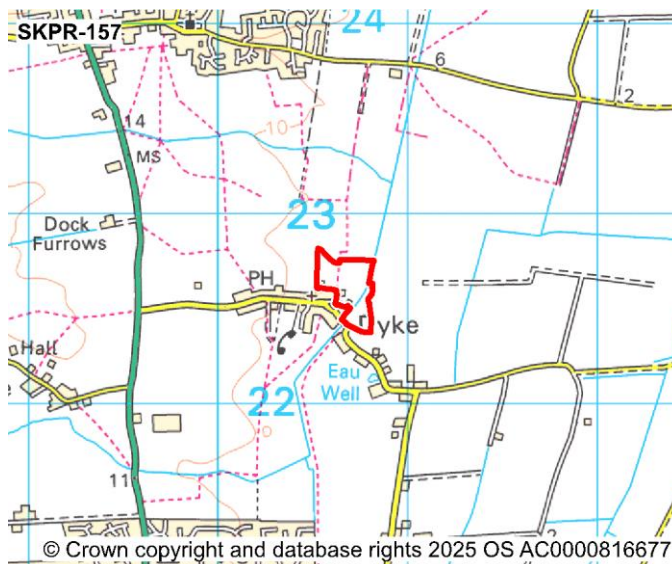 SKPR-157
24
6
2
14
10
MS
23
Dock
Furrows
PH
yke
Hall
Eau
Well
22
0
11
© Crown copyright and database rights 2025 OS AC0000816677